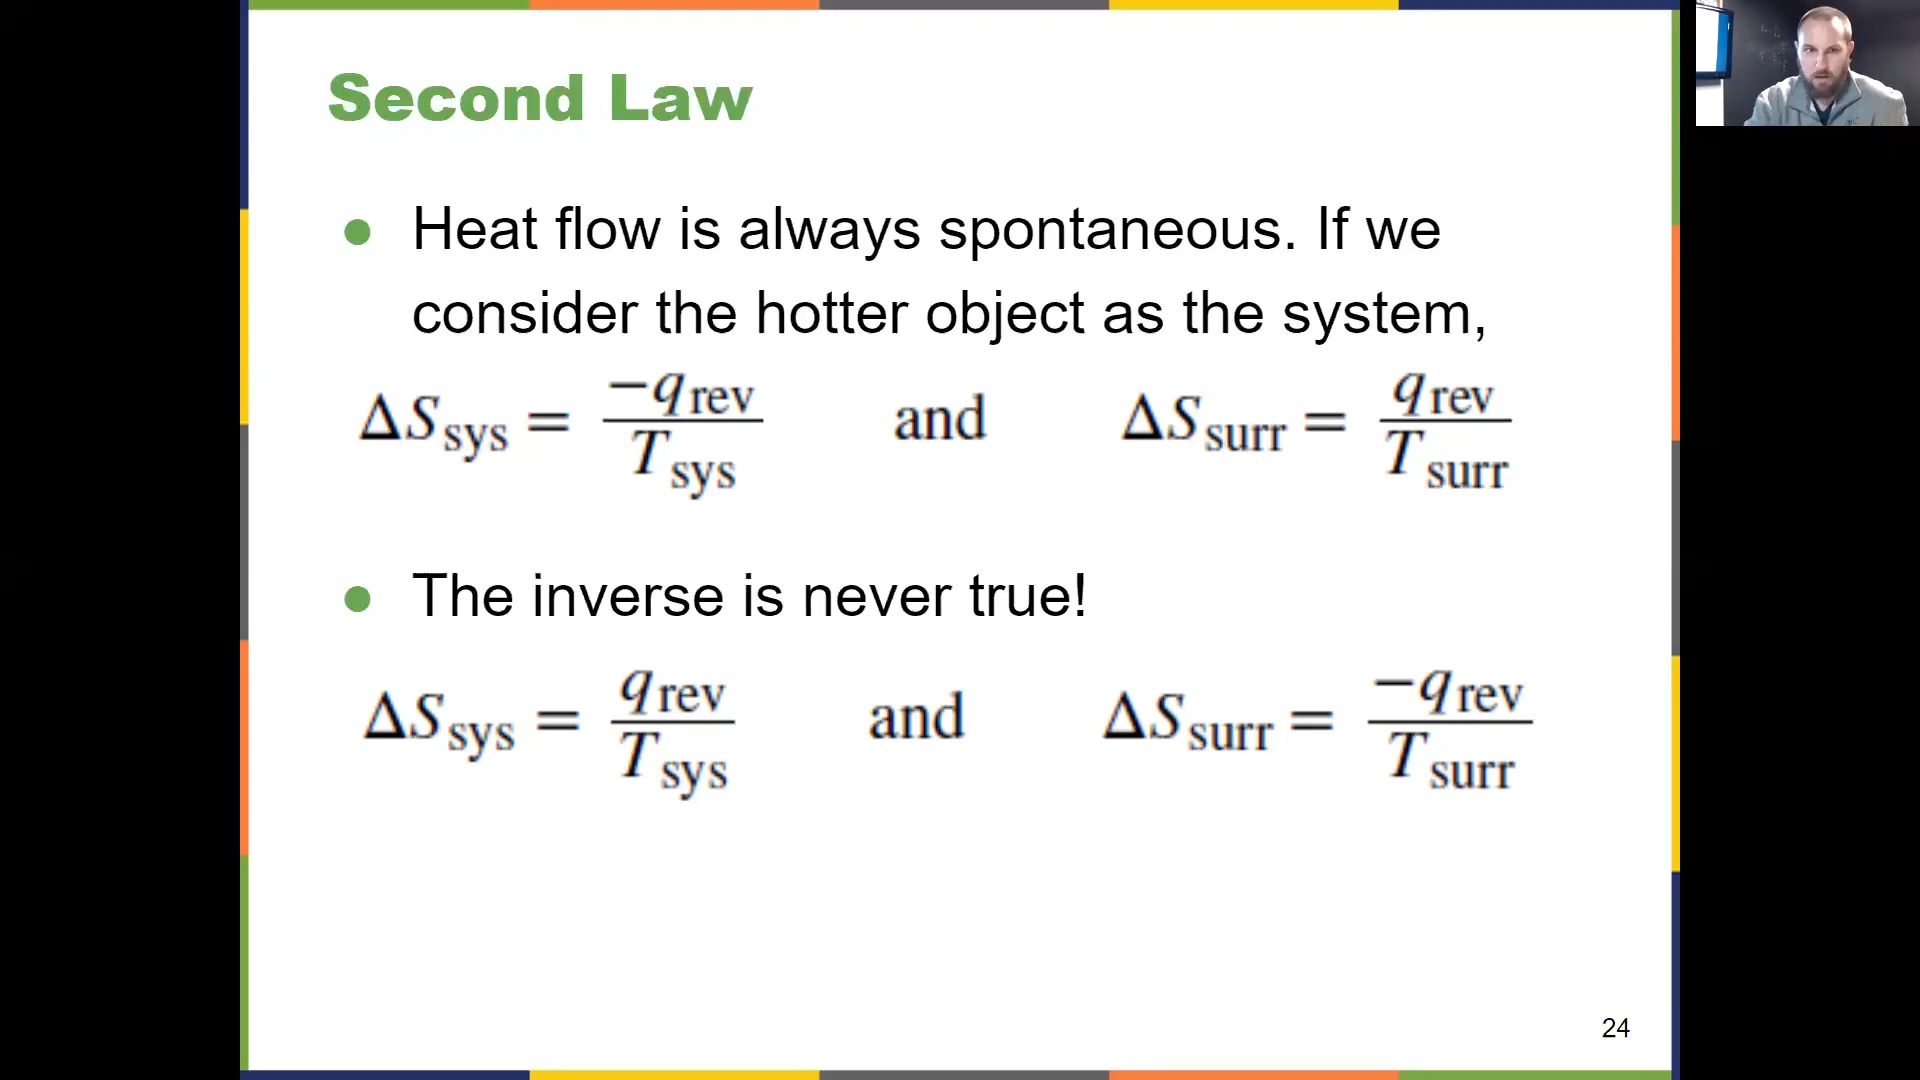 Second Law
● Heat flow is always spontaneous. If we
consider the hotter object as the system,
ΔS_sys = −q_rev / T_sys and ΔS_surr = q_rev / T_surr
● The inverse is never true!
ΔS_sys = q_rev / T_sys and ΔS_surr = −q_rev / T_surr
24